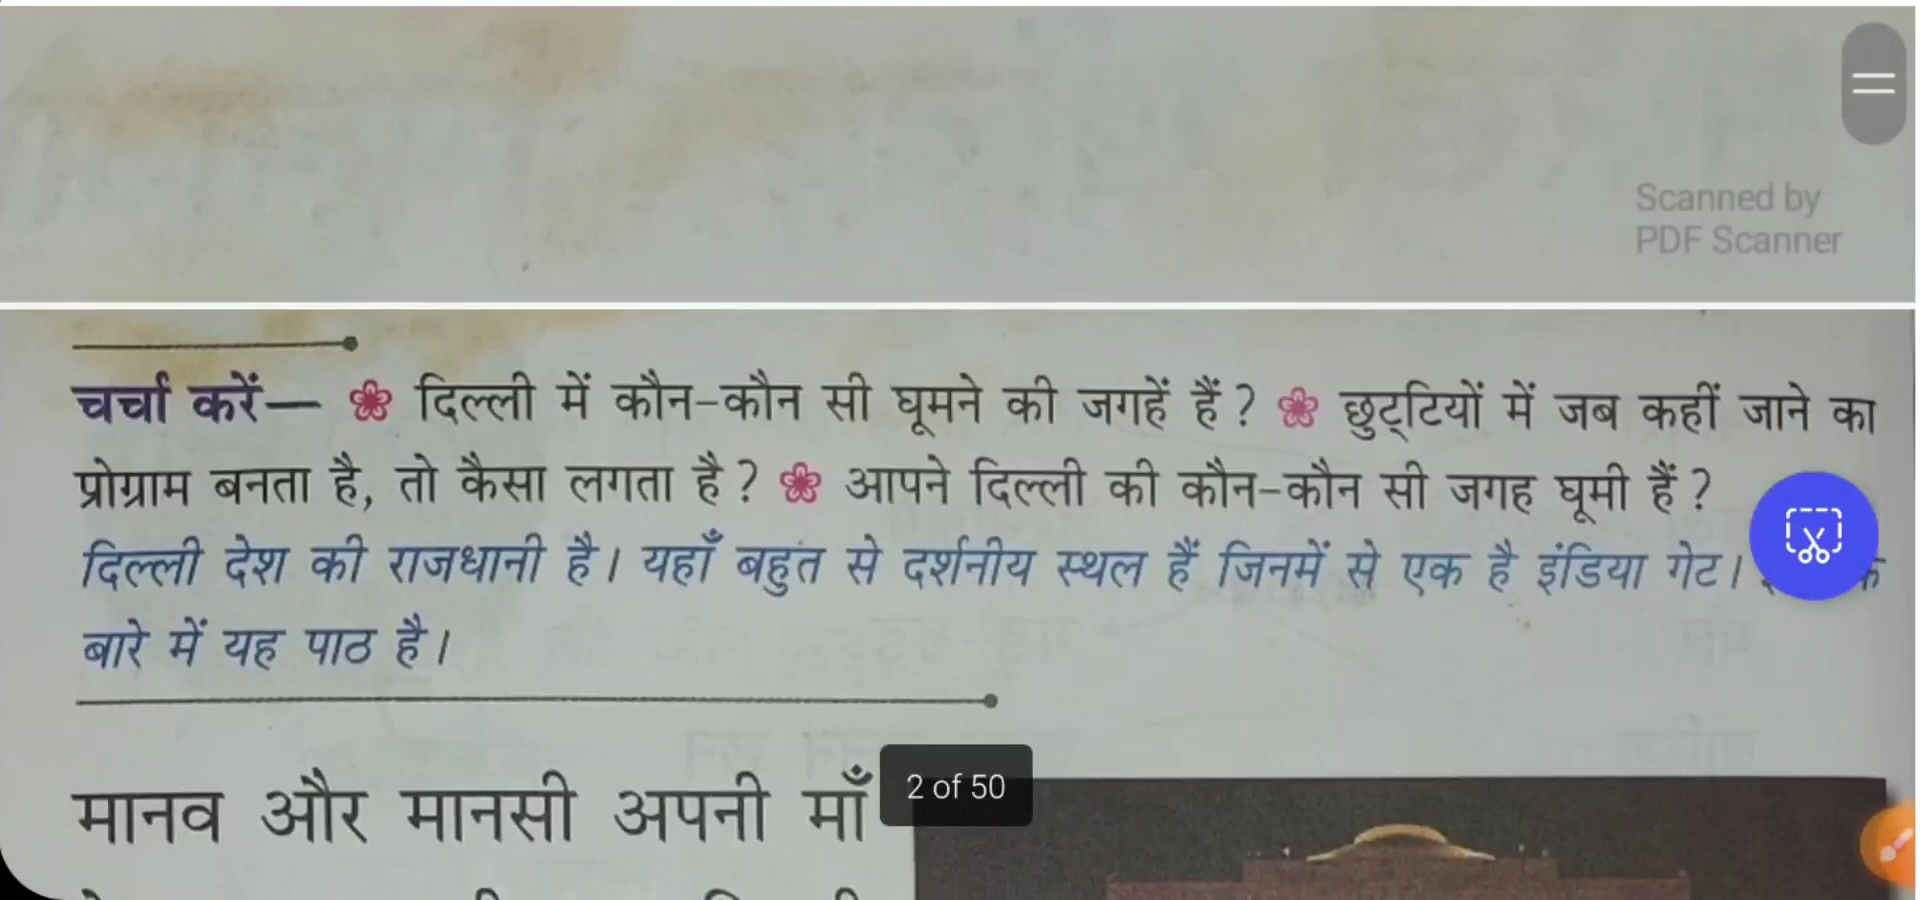 Scanned by
PDF Scanner
चर्चा करें— दिल्ली में कौन-कौन सी घूमने की जगहें हैं? छुट्टियों में जब कहीं जाने का
प्रोग्राम बनता है, तो कैसा लगता है? आपने दिल्ली की कौन-कौन सी जगह घूमी हैं?
दिल्ली देश की राजधानी है। यहाँ बहुत से दर्शनीय स्थल हैं जिनमें से एक है इंडिया गेट।
बारे में यह पाठ है।
मानव और मानसी अपनी माँ
2 of 50